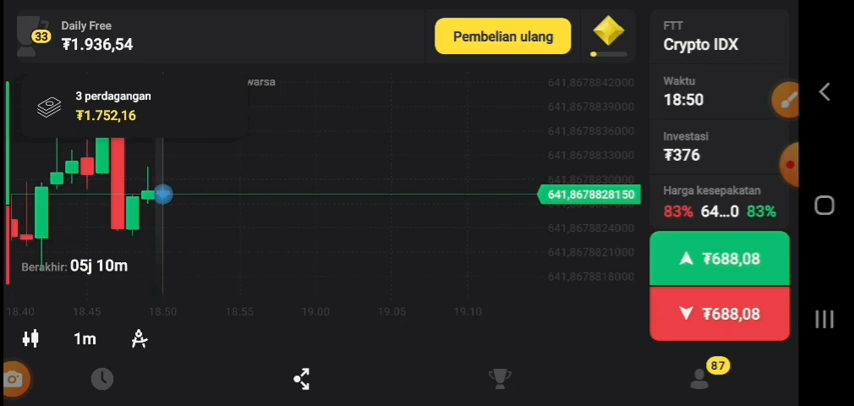 33
Daily Free
₮1.936,54
Pembelian ulang
FTT
Crypto IDX
3 perdagangan
₮1.752,16
warsa
641,8678842000
641,8678839000
641,8678836000
641,8678833000
641,8678830000
641,8678828150
641,8678824000
641,8678821000
641,8678818000
Waktu
18:50
Investasi
₮376
Harga kesepakatan
83% 64...0 83%
₮688,08
₮688,08
Berakhir: 05j 10m
18.40 18.45 18.50 18.55 19.00 19.05 19.10
1m
87